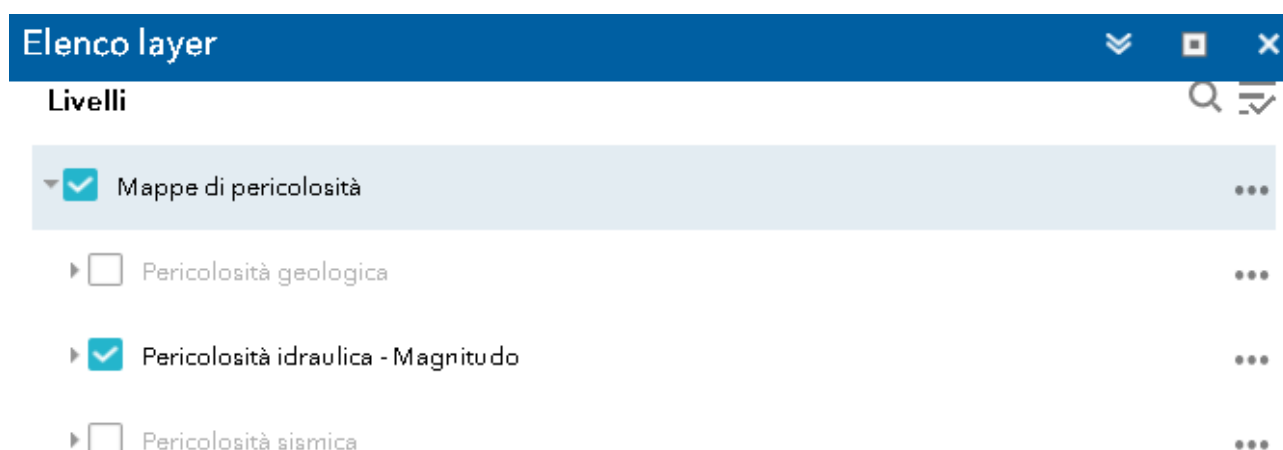 Elenco layer
Livelli
Mappe di pericolosità
Pericolosità geologica
Pericolosità idraulica - Magnitudo
Pericolosità sismica